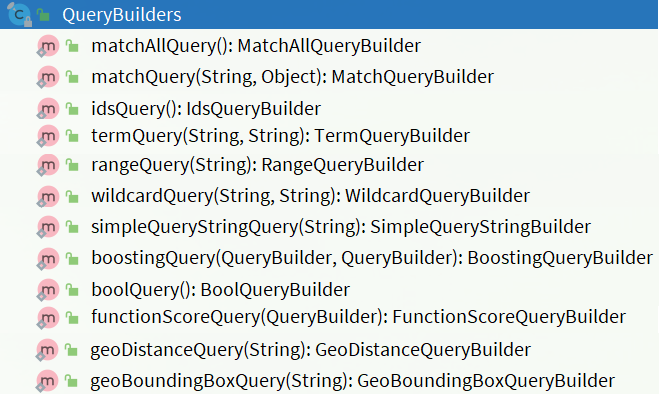 QueryBuilders
matchAllQuery(): MatchAllQueryBuilder
matchQuery(String, Object): MatchQueryBuilder
idsQuery(): IdsQueryBuilder
termQuery(String, String): TermQueryBuilder
rangeQuery(String): RangeQueryBuilder
wildcardQuery(String, String): WildcardQueryBuilder
simpleQueryStringQuery(String): SimpleQueryStringBuilder
boostingQuery(QueryBuilder, QueryBuilder): BoostingQueryBuilder
boolQuery(): BoolQueryBuilder
functionScoreQuery(QueryBuilder): FunctionScoreQueryBuilder
geoDistanceQuery(String): GeoDistanceQueryBuilder
geoBoundingBoxQuery(String): GeoBoundingBoxQueryBuilder